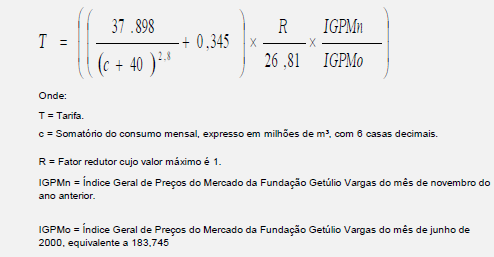 T = ( ( ( 37 .898 / (c + 40 )^2,8 + 0 ,345 ) × R / 26 ,81 × IGPMn / IGPMo )
Onde:
T = Tarifa.
c = Somatório do consumo mensal, expresso em milhões de m³, com 6 casas decimais.
R = Fator redutor cujo valor máximo é 1.
IGPMn = Índice Geral de Preços do Mercado da Fundação Getúlio Vargas do mês de novembro do
ano anterior.
IGPMo = Índice Geral de Preços do Mercado da Fundação Getúlio Vargas do mês de junho de
2000, equivalente a 183,745